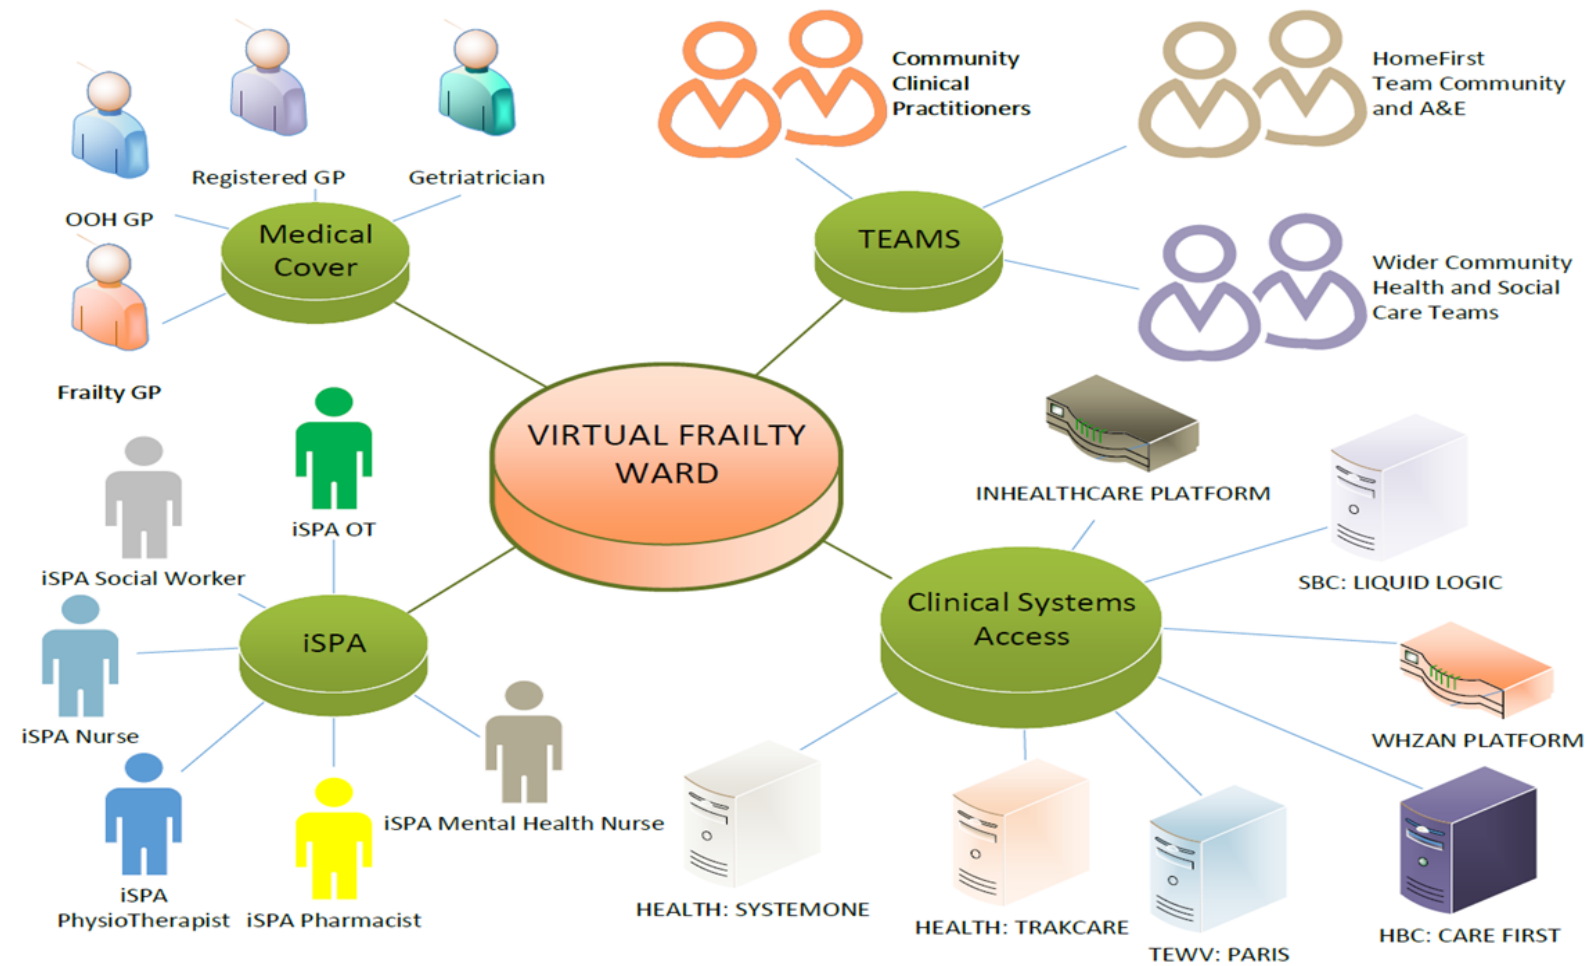 Community
Clinical
Practitioners
HomeFirst
Team Community
and A&E
Registered GP
Getriatrician
OOH GP
Medical
Cover
TEAMS
Wider Community
Health and Social
Care Teams
Frailty GP
VIRTUAL FRAILTY
WARD
INHEALTHCARE PLATFORM
iSPA OT
iSPA Social Worker
SBC: LIQUID LOGIC
Clinical Systems
Access
iSPA
iSPA Nurse
WHZAN PLATFORM
iSPA Mental Health Nurse
iSPA
PhysioTherapist
iSPA Pharmacist
HEALTH: SYSTEMONE
HEALTH: TRAKCARE
TEWV: PARIS
HBC: CARE FIRST